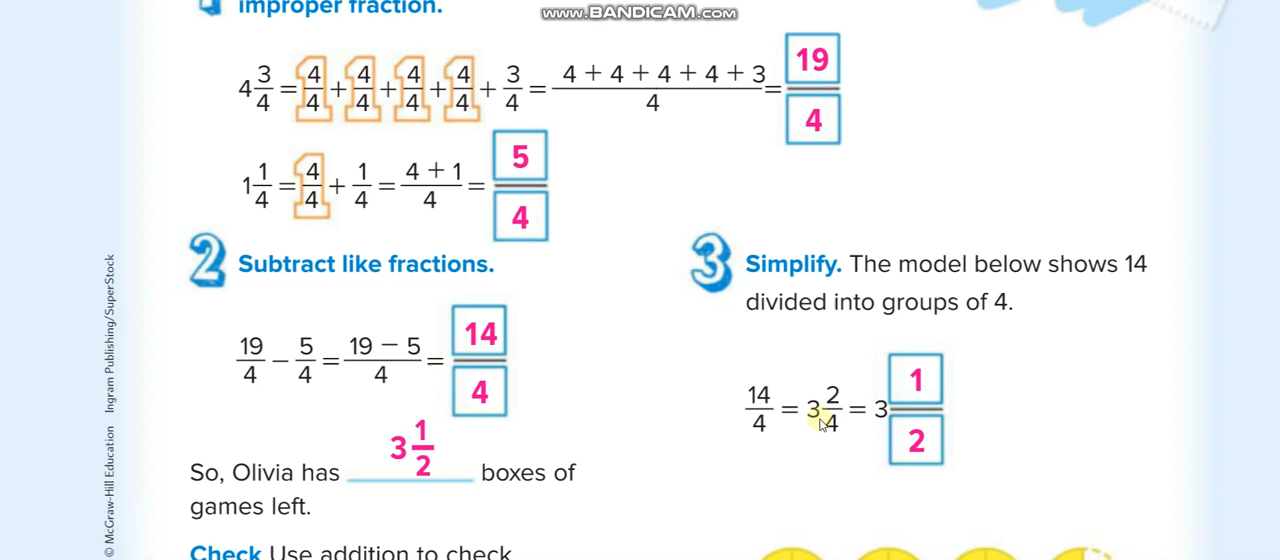 www.BANDICAM.com
improper fraction.
4 3/4 = 4/4 + 4/4 + 4/4 + 4/4 + 3/4 = (4 + 4 + 4 + 4 + 3)/4 = 19/4
1 1/4 = 4/4 + 1/4 = (4 + 1)/4 = 5/4
2 Subtract like fractions.
19/4 − 5/4 = (19 − 5)/4 = 14/4
So, Olivia has 3 1/2 boxes of
games left.
Check Use addition to check
3 Simplify. The model below shows 14
divided into groups of 4.
14/4 = 3 2/4 = 3 1/2
© McGraw-Hill Education Ingram Publishing/SuperStock